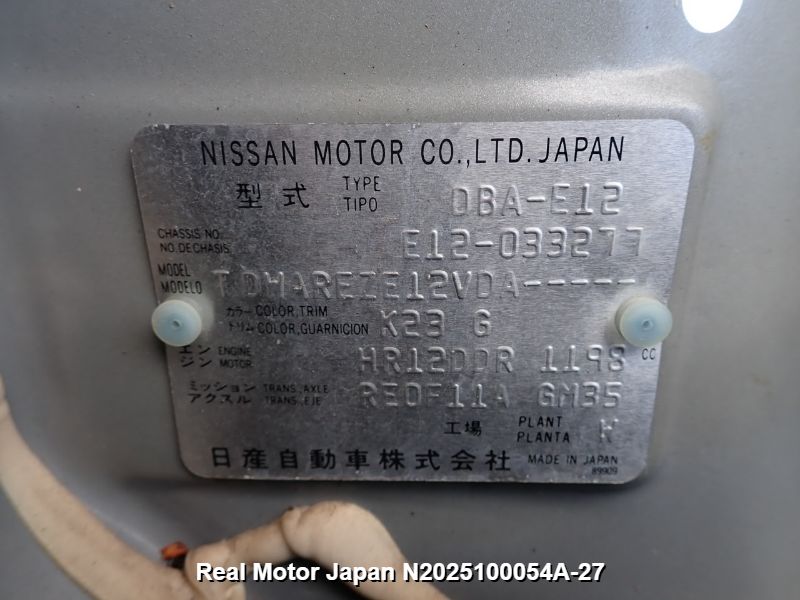 NISSAN MOTOR CO.,LTD. JAPAN
型式 TYPE TIPO DBA-E12
CHASSIS NO. NO.DECHASIS E12-033277
MODEL MODELO TDMAREZE12VDA-----
カラー COLOR,TRIM
トリム COLOR,GUARNICION K23 G
エンジン ENGINE MOTOR HR12DDR 1198 CC
ミッション TRANS.,AXLE
アクスル TRANS.,EJE RE0F11A GM35
工場 PLANT PLANTA K
日産自動車株式会社 MADE IN JAPAN
89909
Real Motor Japan N2025100054A-27